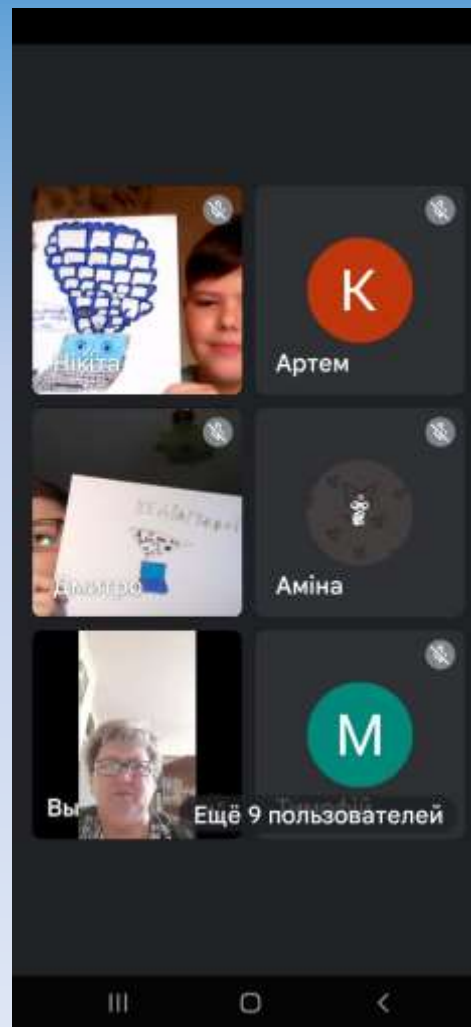 Нікіта
К
Артем
Дмитро
Аміна
Вы
М
Ещё 9 пользователей